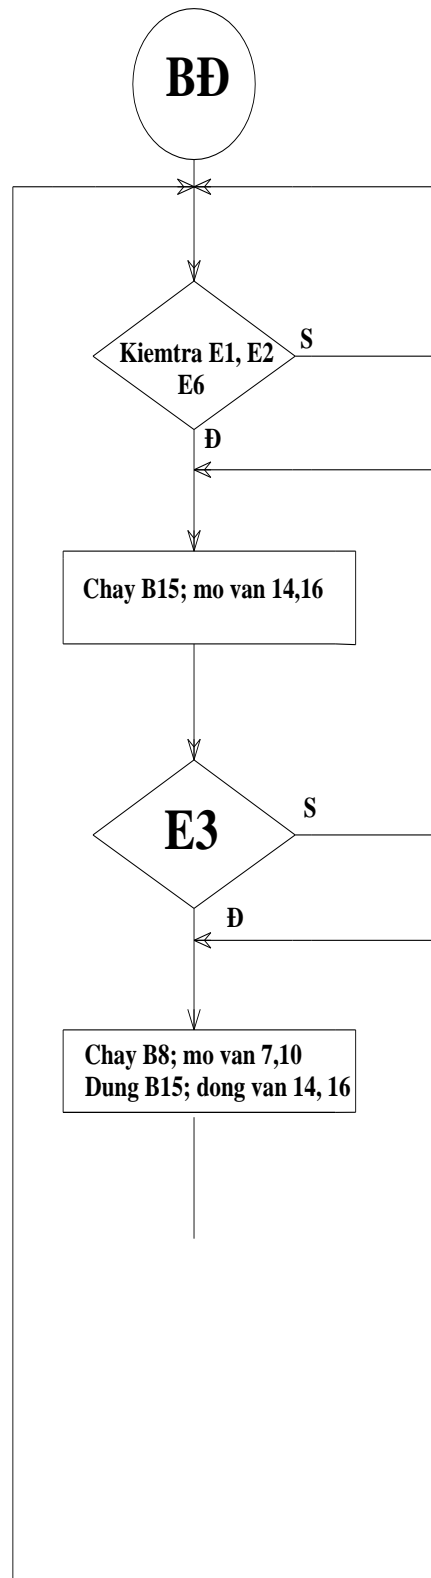 BĐ
Kiemtra E1, E2
S
E6
Đ
Chay B15; mo van 14,16
S
E3
Đ
Chay B8; mo van 7,10
Dung B15; dong van 14, 16